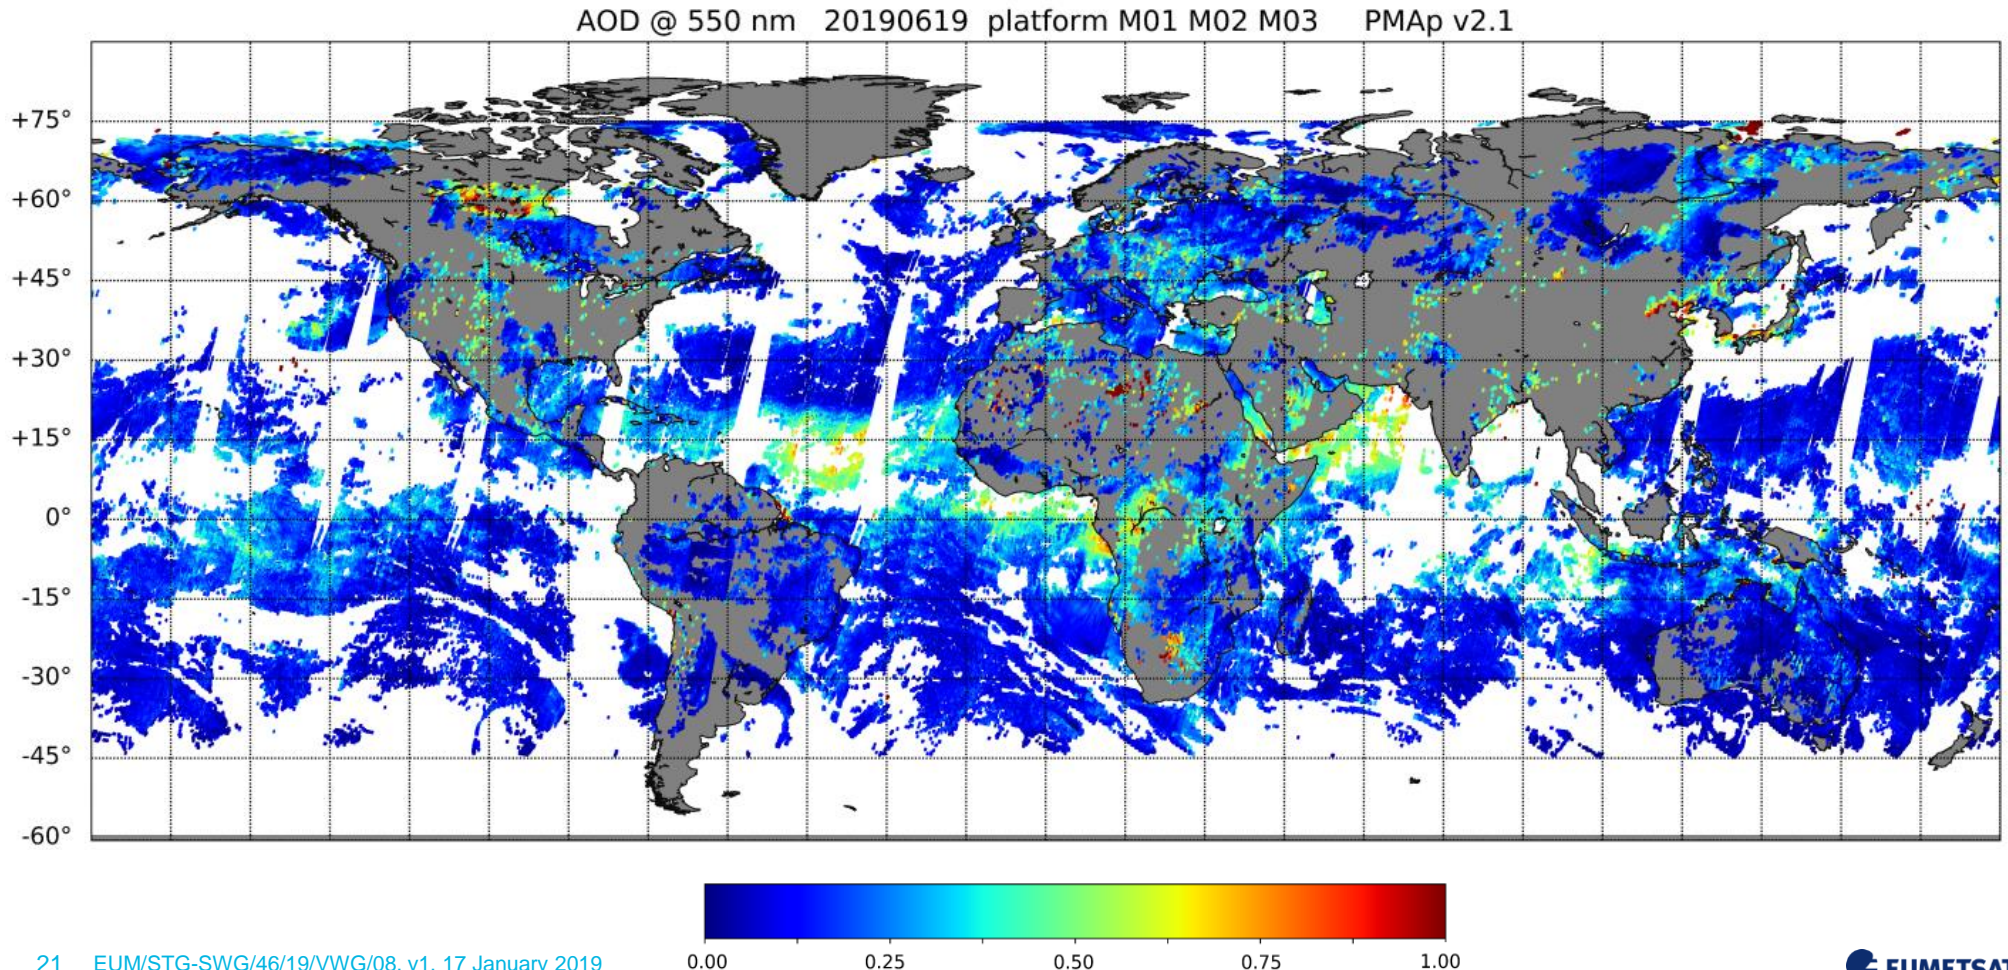 AOD @ 550 nm 20190619 platform M01 M02 M03 PMAp v2.1
+75°
+60°
+45°
+30°
+15°
0°
-15°
-30°
-45°
-60°
0.00 0.25 0.50 0.75 1.00
21 EUM/STG-SWG/46/19/VWG/08, v1, 17 January 2019
EUMETSAT